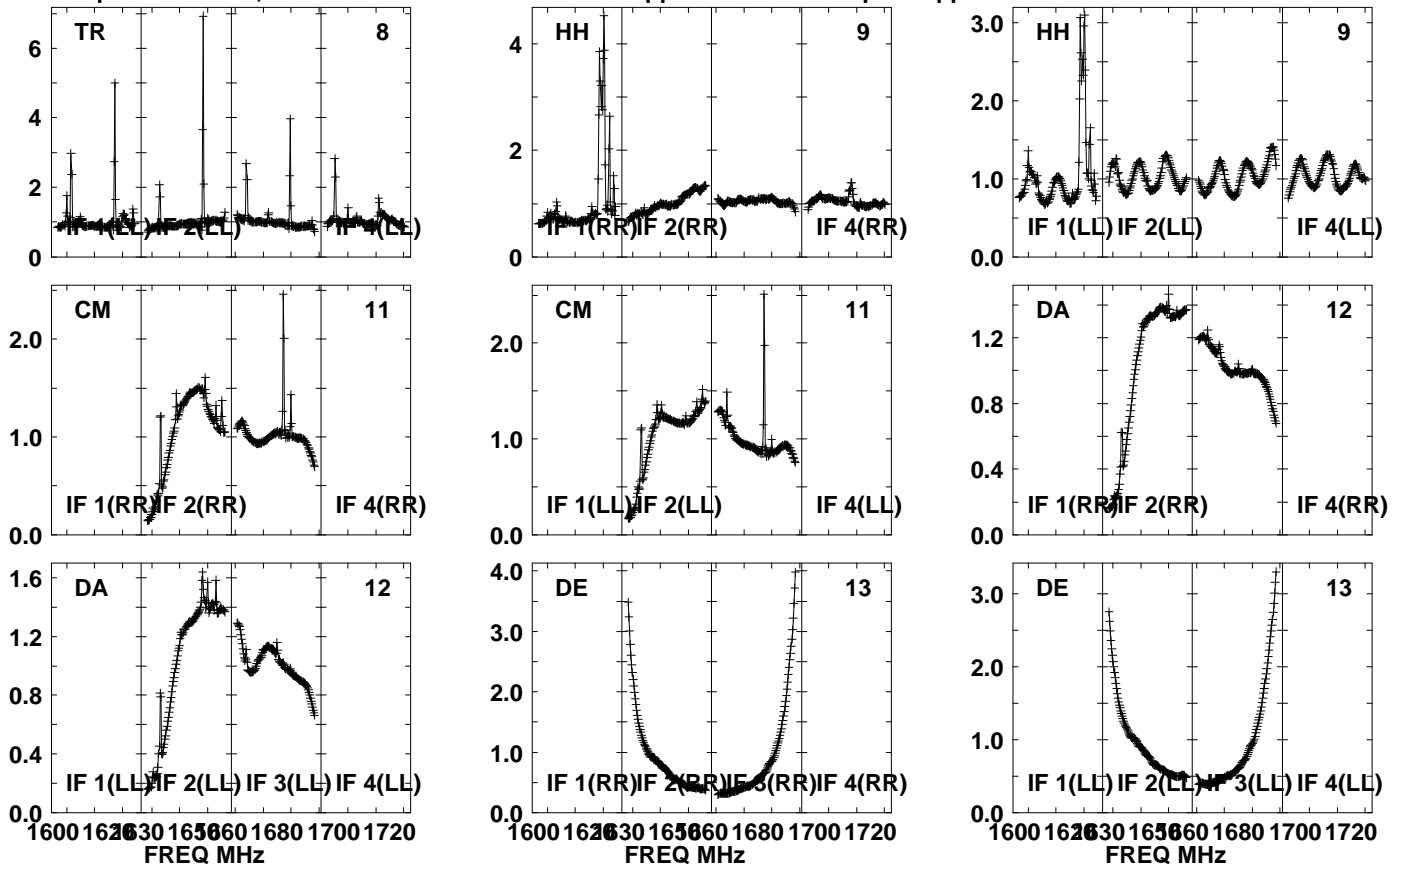 TR 8
6
4
2
0
IF 1(LL) IF 2(LL) IF 4(LL)
HH 9
4
2
0
IF 1(RR) IF 2(RR) IF 4(RR)
HH 9
3.0
2.0
1.0
0.0
IF 1(LL) IF 2(LL) IF 4(LL)
CM 11
2.0
1.0
0.0
IF 1(RR) IF 2(RR) IF 4(RR)
CM 11
2.0
1.0
0.0
IF 1(LL) IF 2(LL) IF 4(LL)
DA 12
1.2
0.8
0.4
0.0
IF 1(RR) IF 2(RR) IF 4(RR)
DA 12
1.6
1.2
0.8
0.4
0.0
IF 1(LL) IF 2(LL) IF 3(LL) IF 4(LL)
1600 1620 1630 1650 1660 1680 1700 1720
FREQ MHz
DE 13
4.0
3.0
2.0
1.0
0.0
IF 1(RR) IF 2(RR) IF 3(RR) IF 4(RR)
1600 1620 1630 1650 1660 1680 1700 1720
DE 13
3.0
2.0
1.0
0.0
IF 1(LL) IF 2(LL) IF 3(LL) IF 4(LL)
1600 1620 1630 1650 1660 1680 1700 1720
FREQ MHz